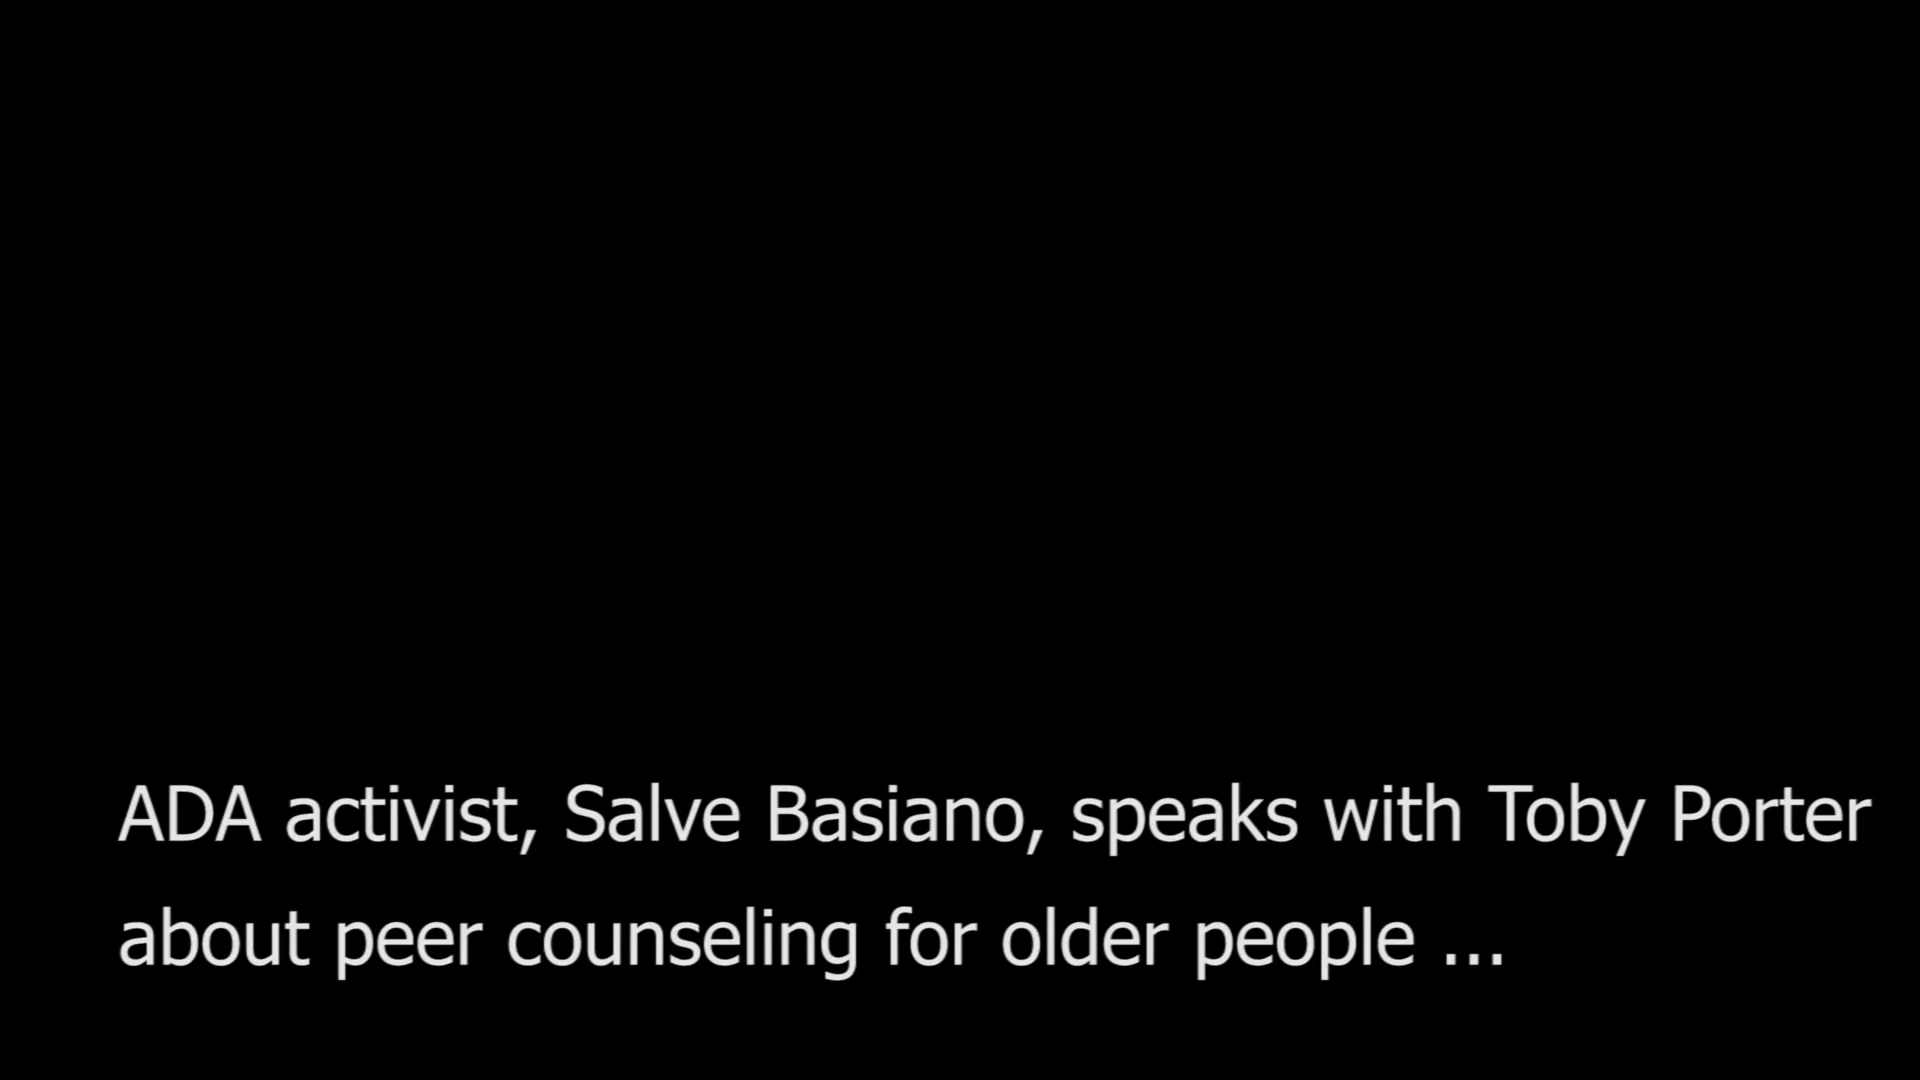 ADA activist, Salve Basiano, speaks with Toby Porter
about peer counseling for older people ...